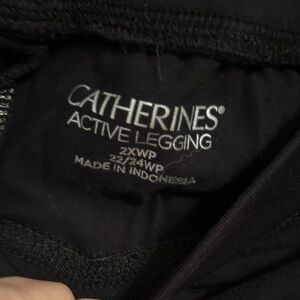 CATHERINES®
ACTIVE LEGGING
2XWP
22/24WP
MADE IN INDONESIA